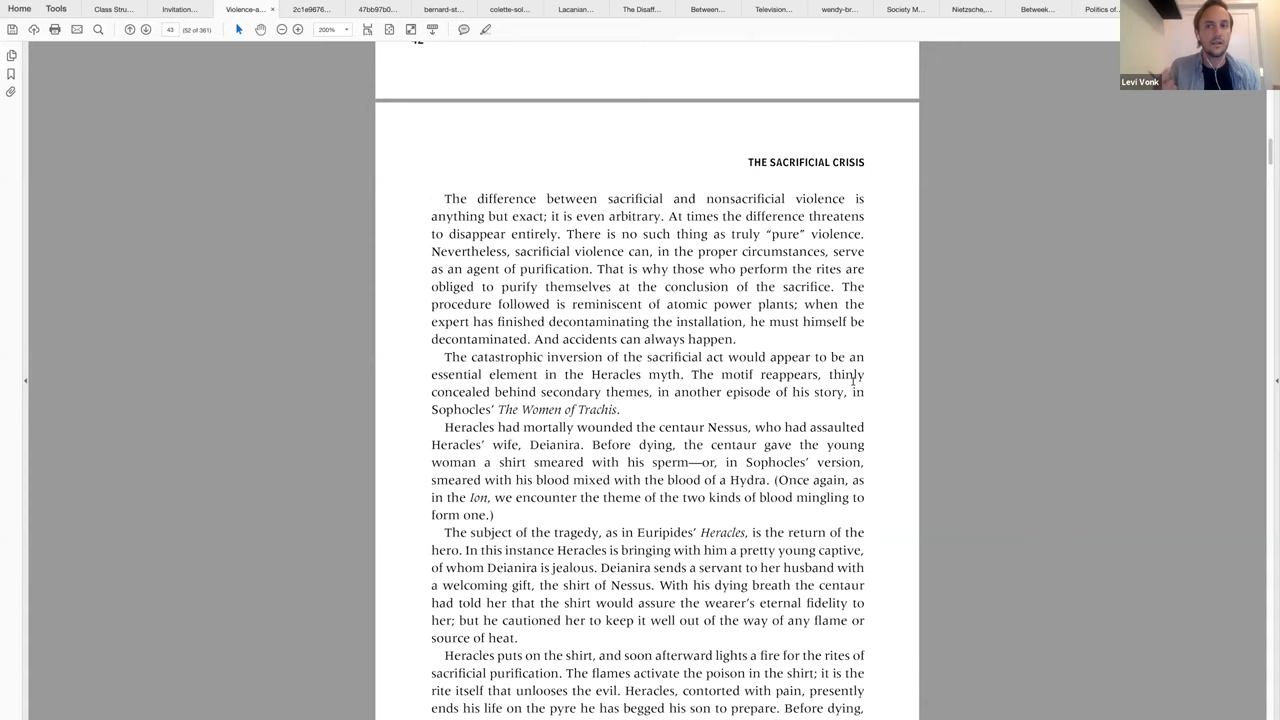 Home Tools Class Stru... Invitation... Violence-a... × 2c1e9676... 47bb97b0... bernard-st... colette-sol... Lacanian... The Disaff... Between... Television... wendy-br... Society M... Nietzsche,... Between... Politics of...
43 (52 of 361) 200%
Levi Vonk
42
THE SACRIFICIAL CRISIS
The difference between sacrificial and nonsacrificial violence is
anything but exact; it is even arbitrary. At times the difference threatens
to disappear entirely. There is no such thing as truly “pure” violence.
Nevertheless, sacrificial violence can, in the proper circumstances, serve
as an agent of purification. That is why those who perform the rites are
obliged to purify themselves at the conclusion of the sacrifice. The
procedure followed is reminiscent of atomic power plants; when the
expert has finished decontaminating the installation, he must himself be
decontaminated. And accidents can always happen.
The catastrophic inversion of the sacrificial act would appear to be an
essential element in the Heracles myth. The motif reappears, thinly
concealed behind secondary themes, in another episode of his story, in
Sophocles’ The Women of Trachis.
Heracles had mortally wounded the centaur Nessus, who had assaulted
Heracles’ wife, Deianira. Before dying, the centaur gave the young
woman a shirt smeared with his sperm—or, in Sophocles’ version,
smeared with his blood mixed with the blood of a Hydra. (Once again, as
in the Ion, we encounter the theme of the two kinds of blood mingling to
form one.)
The subject of the tragedy, as in Euripides’ Heracles, is the return of the
hero. In this instance Heracles is bringing with him a pretty young captive,
of whom Deianira is jealous. Deianira sends a servant to her husband with
a welcoming gift, the shirt of Nessus. With his dying breath the centaur
had told her that the shirt would assure the wearer’s eternal fidelity to
her; but he cautioned her to keep it well out of the way of any flame or
source of heat.
Heracles puts on the shirt, and soon afterward lights a fire for the rites of
sacrificial purification. The flames activate the poison in the shirt; it is the
rite itself that unlooses the evil. Heracles, contorted with pain, presently
ends his life on the pyre he has begged his son to prepare. Before dying,